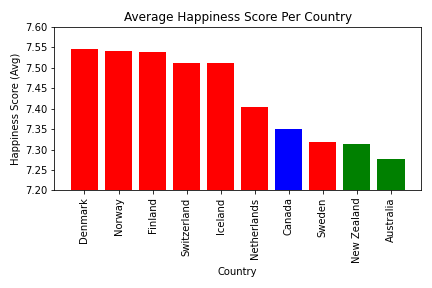 Average Happiness Score Per Country
Happiness Score (Avg)
7.60
7.55
7.50
7.45
7.40
7.35
7.30
7.25
7.20
Denmark
Norway
Finland
Switzerland
Iceland
Netherlands
Canada
Sweden
New Zealand
Australia
Country